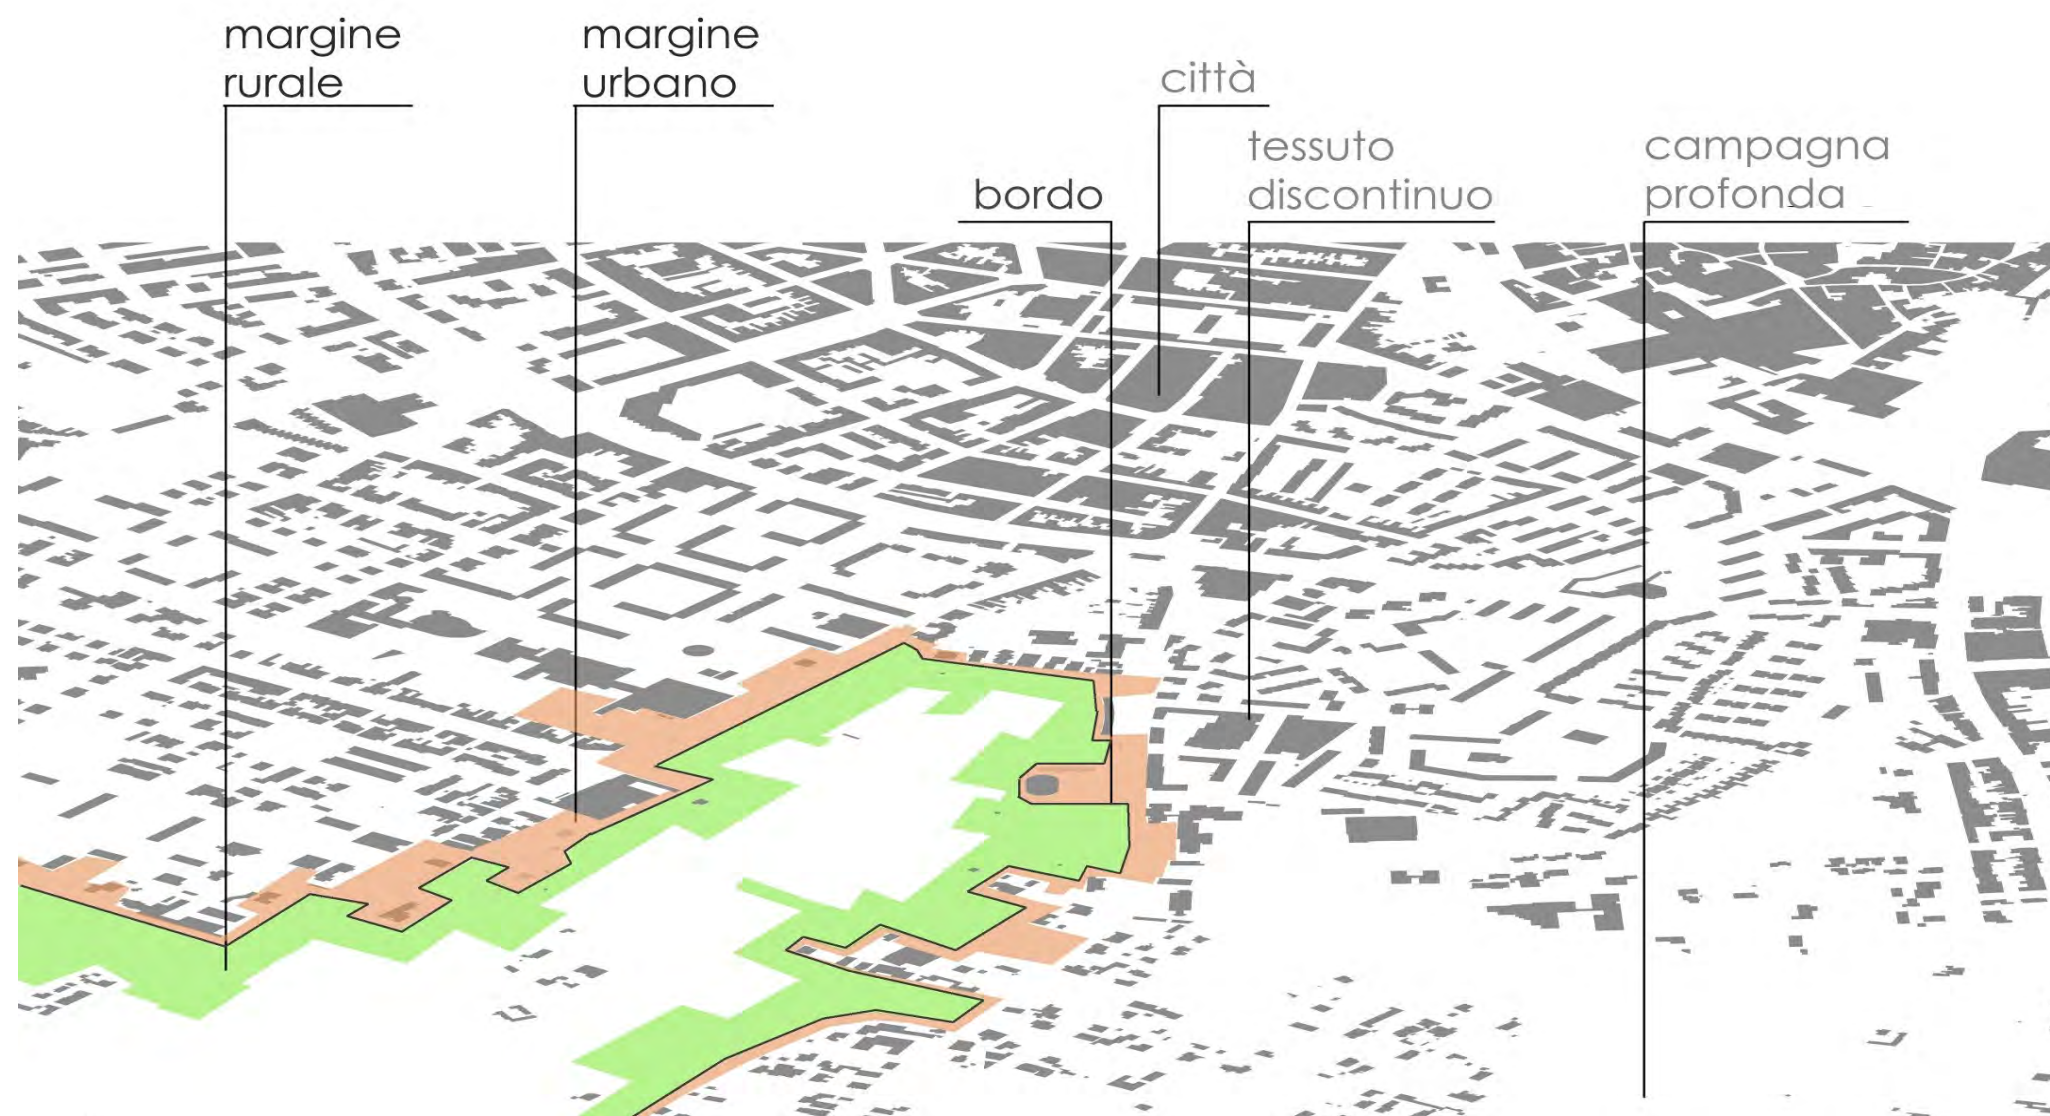 margine
rurale
margine
urbano
città
tessuto
discontinuo
bordo
campagna
profonda